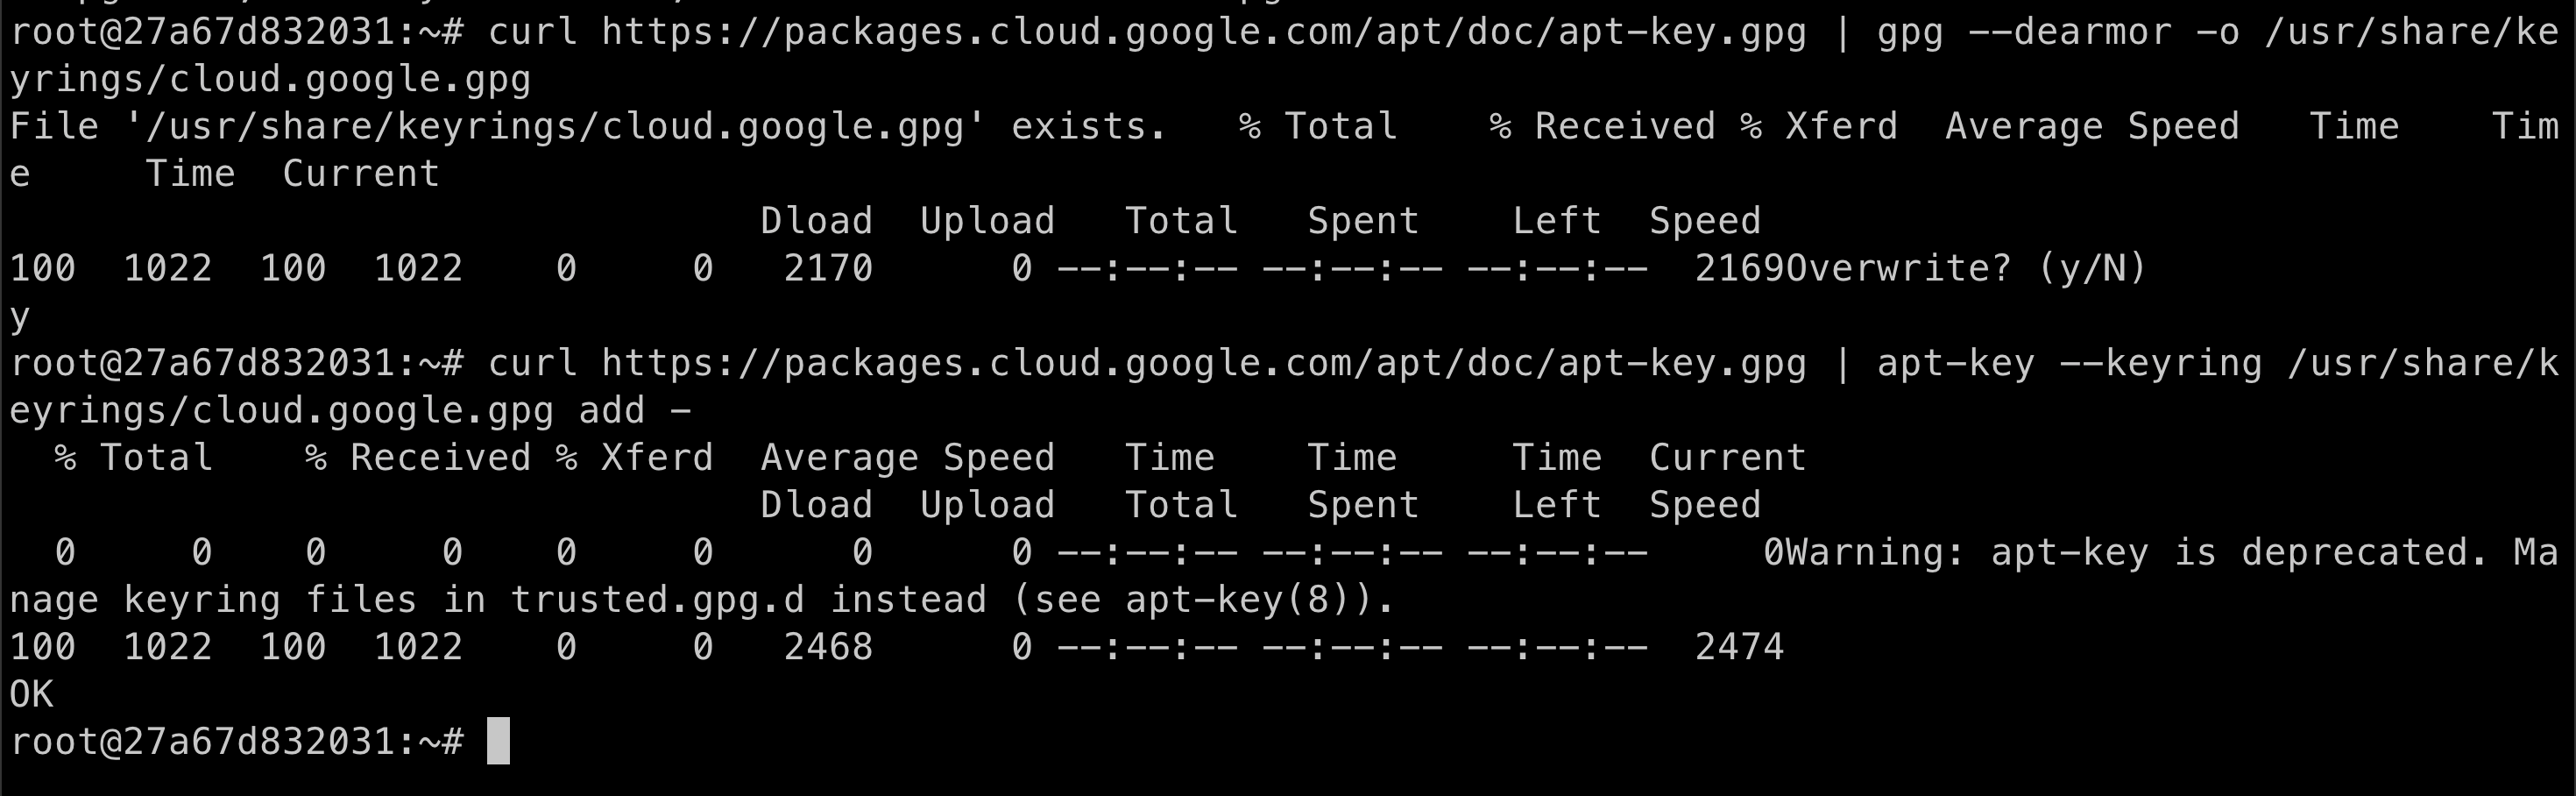 root@27a67d832031:~# curl https://packages.cloud.google.com/apt/doc/apt-key.gpg | gpg --dearmor -o /usr/share/ke
yrings/cloud.google.gpg
File '/usr/share/keyrings/cloud.google.gpg' exists.   % Total    % Received % Xferd  Average Speed   Time    Tim
e     Time  Current
                                 Dload  Upload   Total   Spent    Left  Speed
100  1022  100  1022    0     0   2170      0 --:--:-- --:--:-- --:--:--  2169Overwrite? (y/N)
y
root@27a67d832031:~# curl https://packages.cloud.google.com/apt/doc/apt-key.gpg | apt-key --keyring /usr/share/k
eyrings/cloud.google.gpg add -
  % Total    % Received % Xferd  Average Speed   Time    Time     Time  Current
                                 Dload  Upload   Total   Spent    Left  Speed
  0     0    0     0    0     0      0      0 --:--:-- --:--:-- --:--:--     0Warning: apt-key is deprecated. Ma
nage keyring files in trusted.gpg.d instead (see apt-key(8)).
100  1022  100  1022    0     0   2468      0 --:--:-- --:--:-- --:--:--  2474
OK
root@27a67d832031:~#